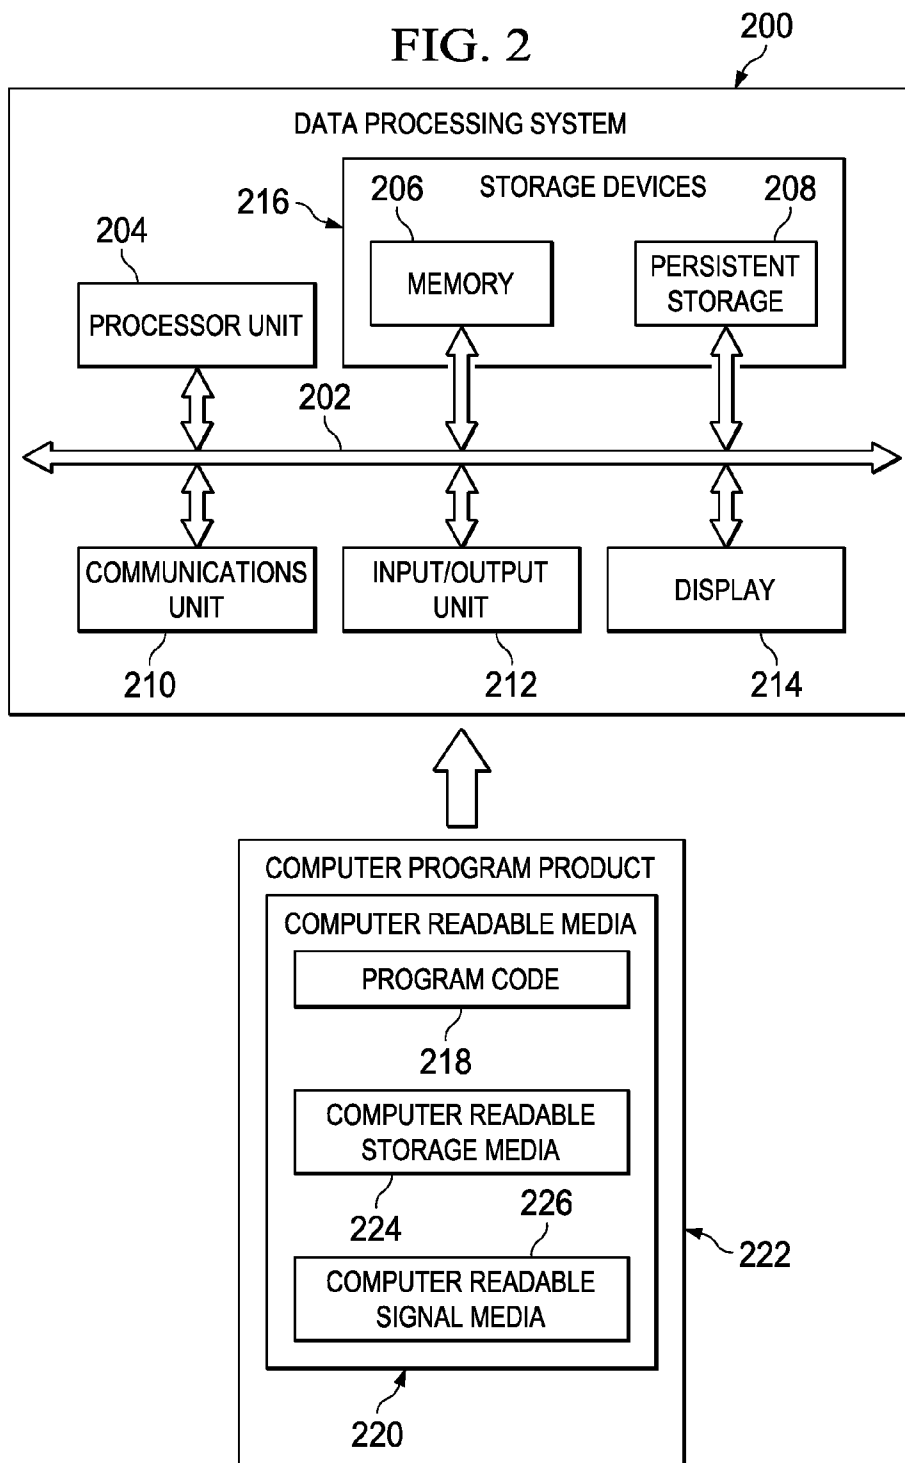 FIG. 2
200
DATA PROCESSING SYSTEM
216
206
STORAGE DEVICES
208
204
MEMORY
PERSISTENT
STORAGE
PROCESSOR UNIT
202
COMMUNICATIONS
UNIT
INPUT/OUTPUT
UNIT
DISPLAY
210
212
214
COMPUTER PROGRAM PRODUCT
COMPUTER READABLE MEDIA
PROGRAM CODE
218
COMPUTER READABLE
STORAGE MEDIA
224
226
222
COMPUTER READABLE
SIGNAL MEDIA
220